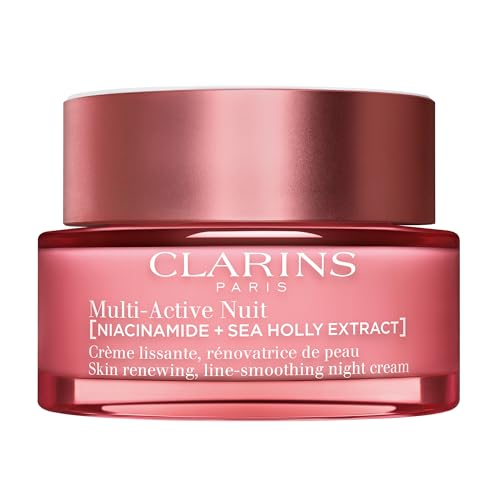 CLARINS
PARIS
Multi-Active Nuit
[NIACINAMIDE + SEA HOLLY EXTRACT]
Crème lissante, rénovatrice de peau
Skin renewing, line-smoothing night cream